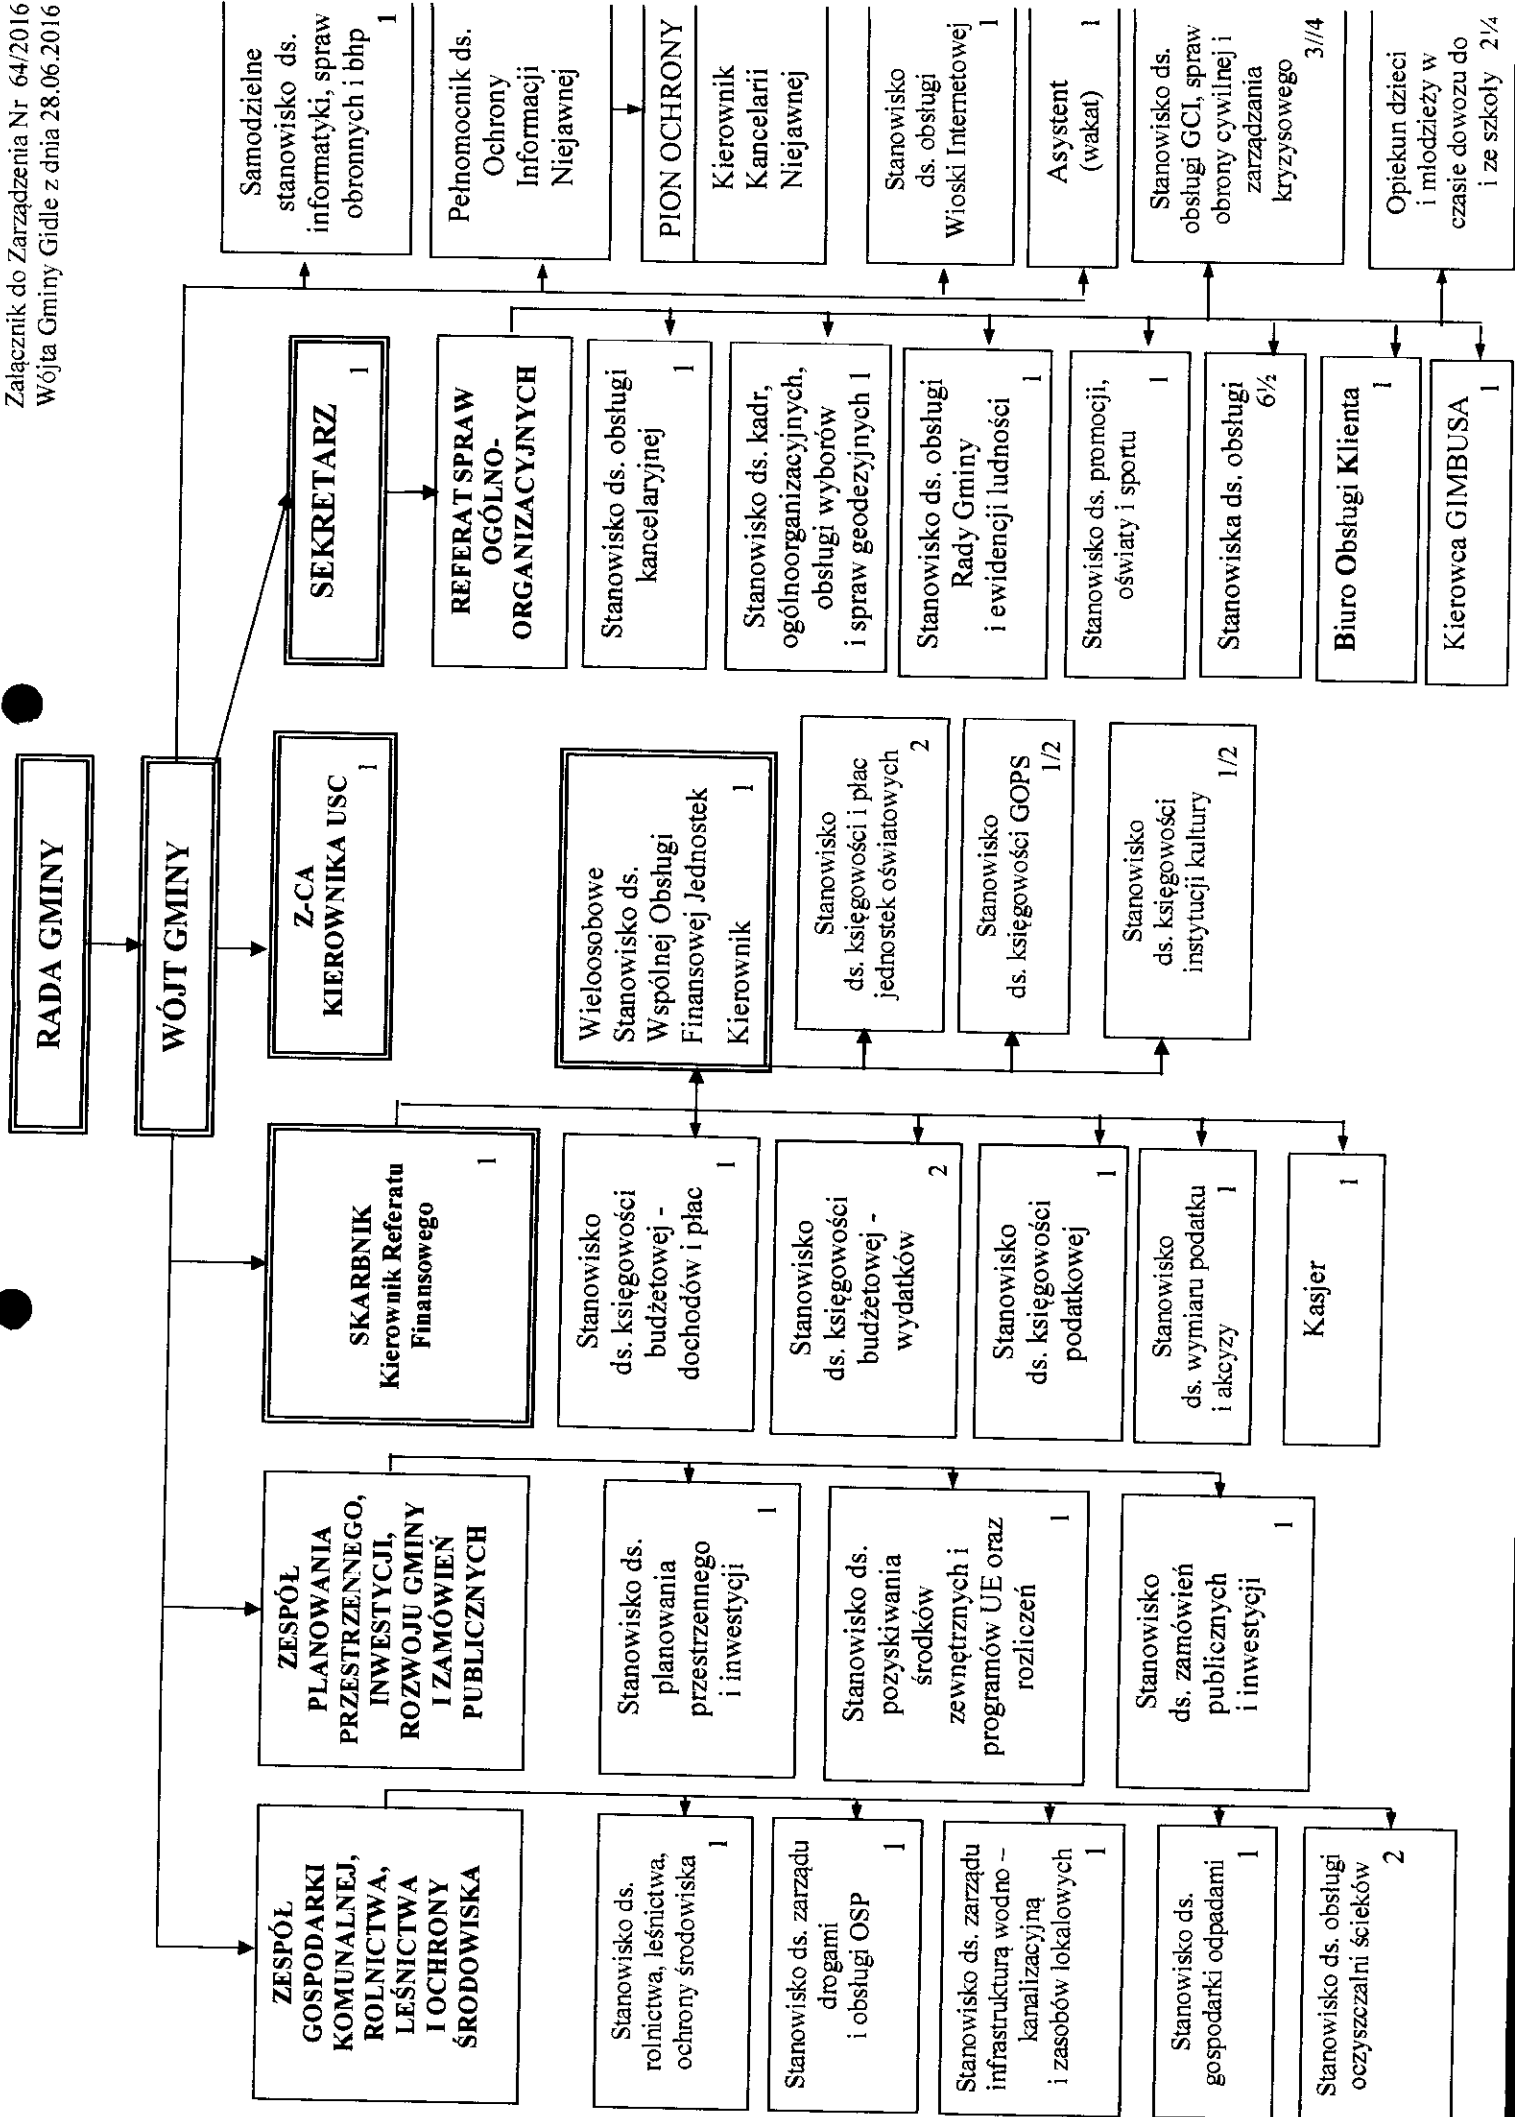 Załącznik do Zarządzenia Nr 64/2016
Wójta Gminy Gidle z dnia 28.06.2016
RADA GMINY
WÓJT GMINY
ZESPÓŁ
GOSPODARKI
KOMUNALNEJ,
ROLNICTWA,
LEŚNICTWA
I OCHRONY
ŚRODOWISKA
Stanowisko ds.
rolnictwa, leśnictwa,
ochrony środowiska
1
Stanowisko ds. zarządu
drogami
i obsługi OSP
1
Stanowisko ds. zarządu
infrastrukturą wodno –
kanalizacyjną
i zasobów lokalowych
1
Stanowisko ds.
gospodarki odpadami
1
Stanowisko ds. obsługi
oczyszczalni ścieków
2
ZESPÓŁ
PLANOWANIA
PRZESTRZENNEGO,
INWESTYCJI,
ROZWOJU GMINY
I ZAMÓWIEŃ
PUBLICZNYCH
Stanowisko ds.
planowania
przestrzennego
i inwestycji
1
Stanowisko ds.
pozyskiwania
środków
zewnętrznych i
programów UE oraz
rozliczeń
1
Stanowisko
ds. zamówień
publicznych
i inwestycji
1
SKARBNIK
Kierownik Referatu
Finansowego
1
Stanowisko
ds. księgowości
budżetowej -
dochodów i płac
1
Stanowisko
ds. księgowości
budżetowej -
wydatków
2
Stanowisko
ds. księgowości
podatkowej
1
Stanowisko
ds. wymiaru podatku
i akcyzy 1
Kasjer
1
Z-CA
KIEROWNIKA USC
1
Wieloosobowe
Stanowisko ds.
Wspólnej Obsługi
Finansowej Jednostek
Kierownik 1
Stanowisko
ds. księgowości i płac
jednostek oświatowych
2
Stanowisko
ds. księgowości GOPS
1/2
Stanowisko
ds. księgowości
instytucji kultury
1/2
SEKRETARZ
1
REFERAT SPRAW
OGÓLNO-
ORGANIZACYJNYCH
Stanowisko ds. obsługi
kancelaryjnej
1
Stanowisko ds. kadr,
ogólnoorganizacyjnych,
obsługi wyborów
i spraw geodezyjnych 1
Stanowisko ds. obsługi
Rady Gminy
i ewidencji ludności
1
Stanowisko ds. promocji,
oświaty i sportu
1
Stanowiska ds. obsługi
6½
Biuro Obsługi Klienta
1
Kierowca GIMBUSA
1
Samodzielne
stanowisko ds.
informatyki, spraw
obronnych i bhp
1
Pełnomocnik ds.
Ochrony
Informacji
Niejawnej
PION OCHRONY
Kierownik
Kancelarii
Niejawnej
Stanowisko
ds. obsługi
Wioski Internetowej
1
Asystent
(wakat)
1
Stanowisko ds.
obsługi GCI, spraw
obrony cywilnej i
zarządzania
kryzysowego
3//4
Opiekun dzieci
i młodzieży w
czasie dowozu do
i ze szkoły 2¼